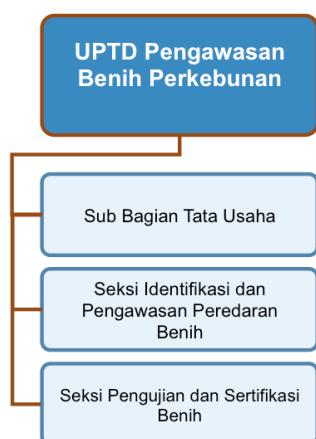 UPTD Pengawasan
Benih Perkebunan
Sub Bagian Tata Usaha
Seksi Identifikasi dan
Pengawasan Peredaran
Benih
Seksi Pengujian dan Sertifikasi
Benih